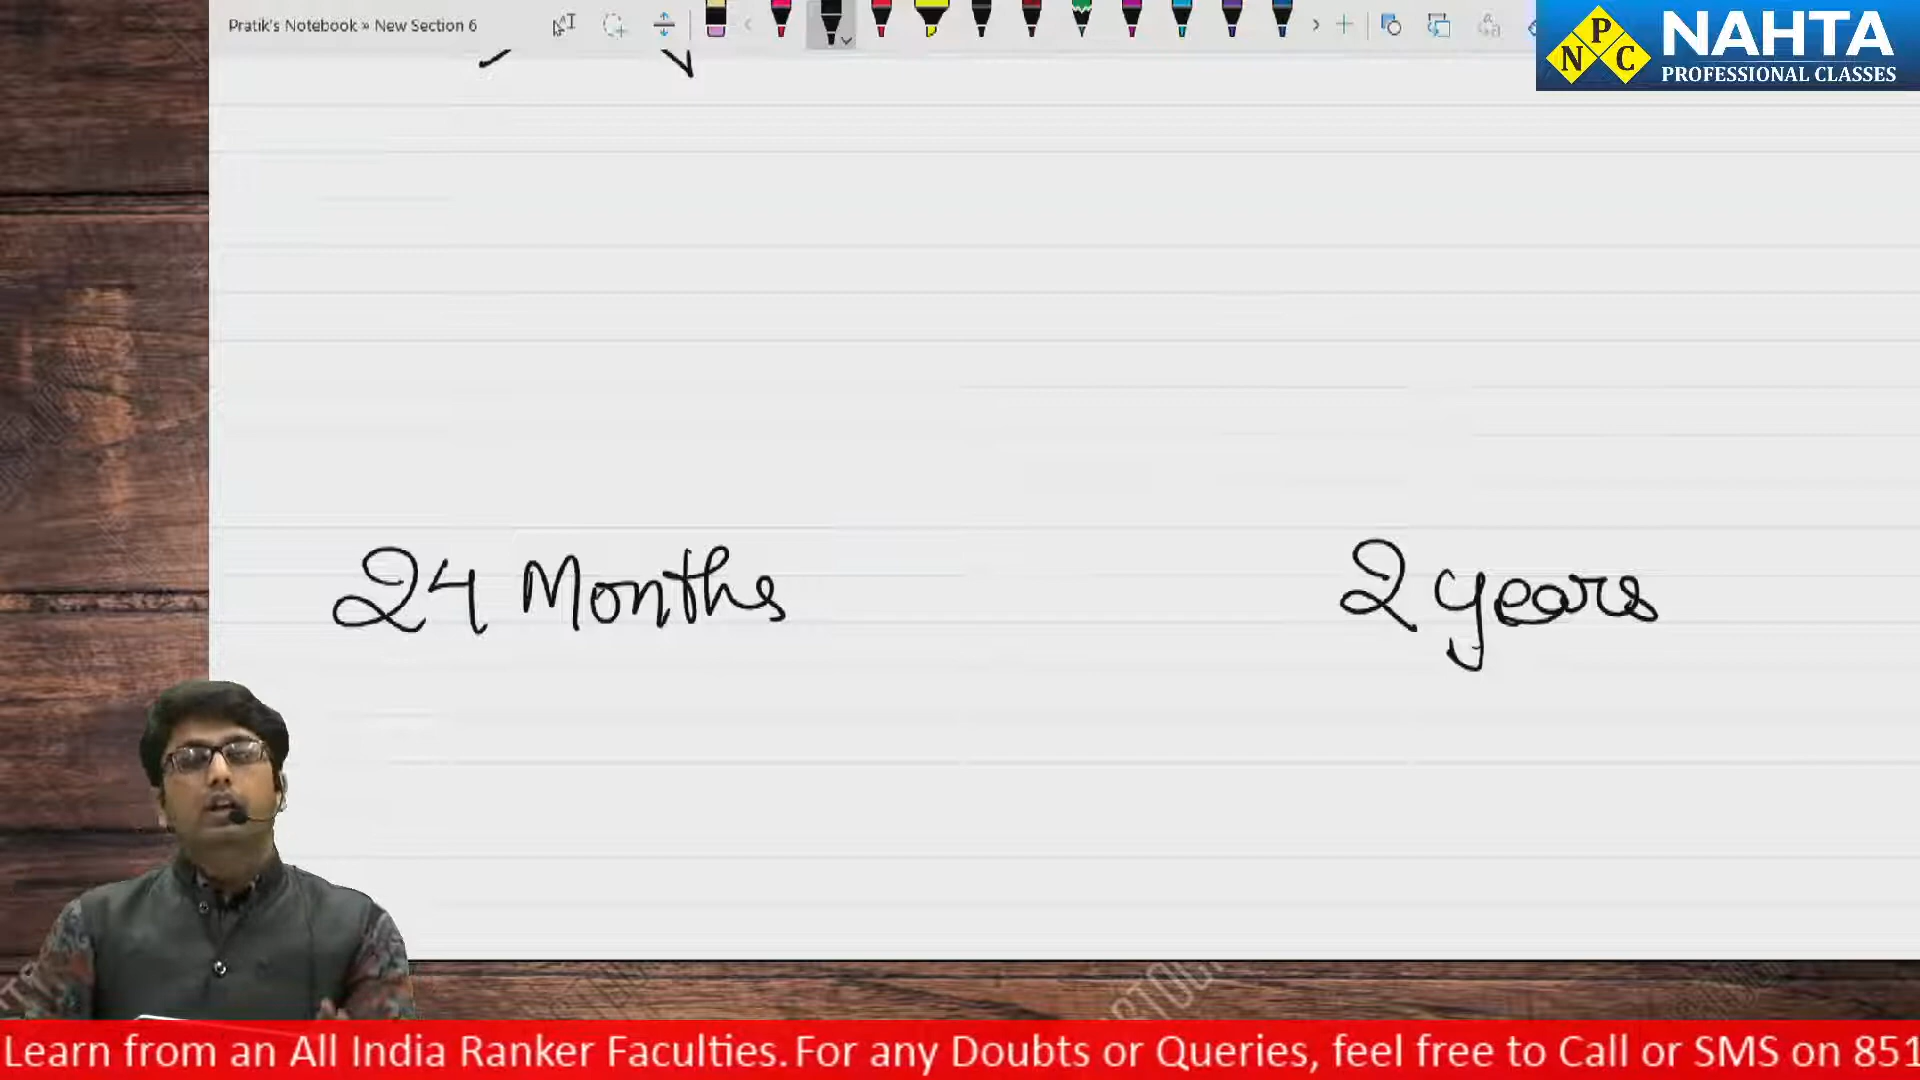 Pratik's Notebook » New Section 6
NPC
NAHTA
PROFESSIONAL CLASSES
24 Months 2 years
Learn from an All India Ranker Faculties.For any Doubts or Queries, feel free to Call or SMS on 851